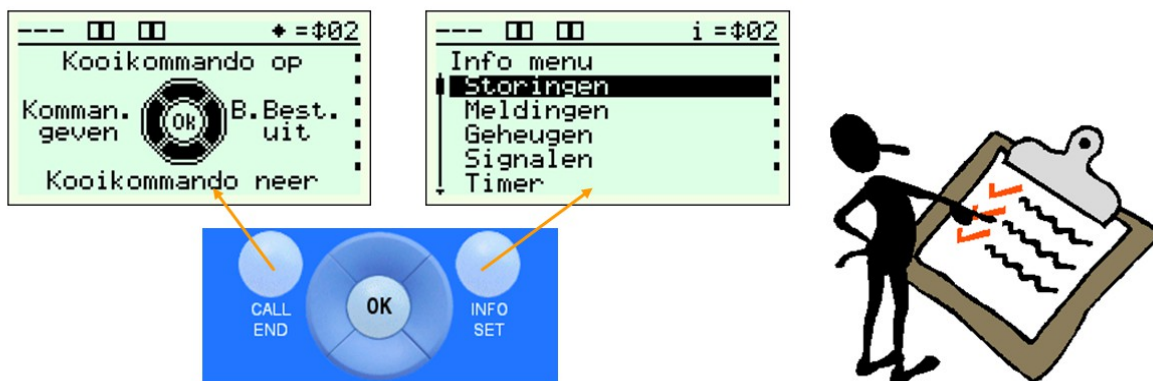 --- ◆ =⇕02
Kooikommando op
Komman. geven
Ok
B.Best. uit
Kooikommando neer
--- i =⇕02
Info menu
Storingen
Meldingen
Geheugen
Signalen
Timer
CALL
END
OK
INFO
SET